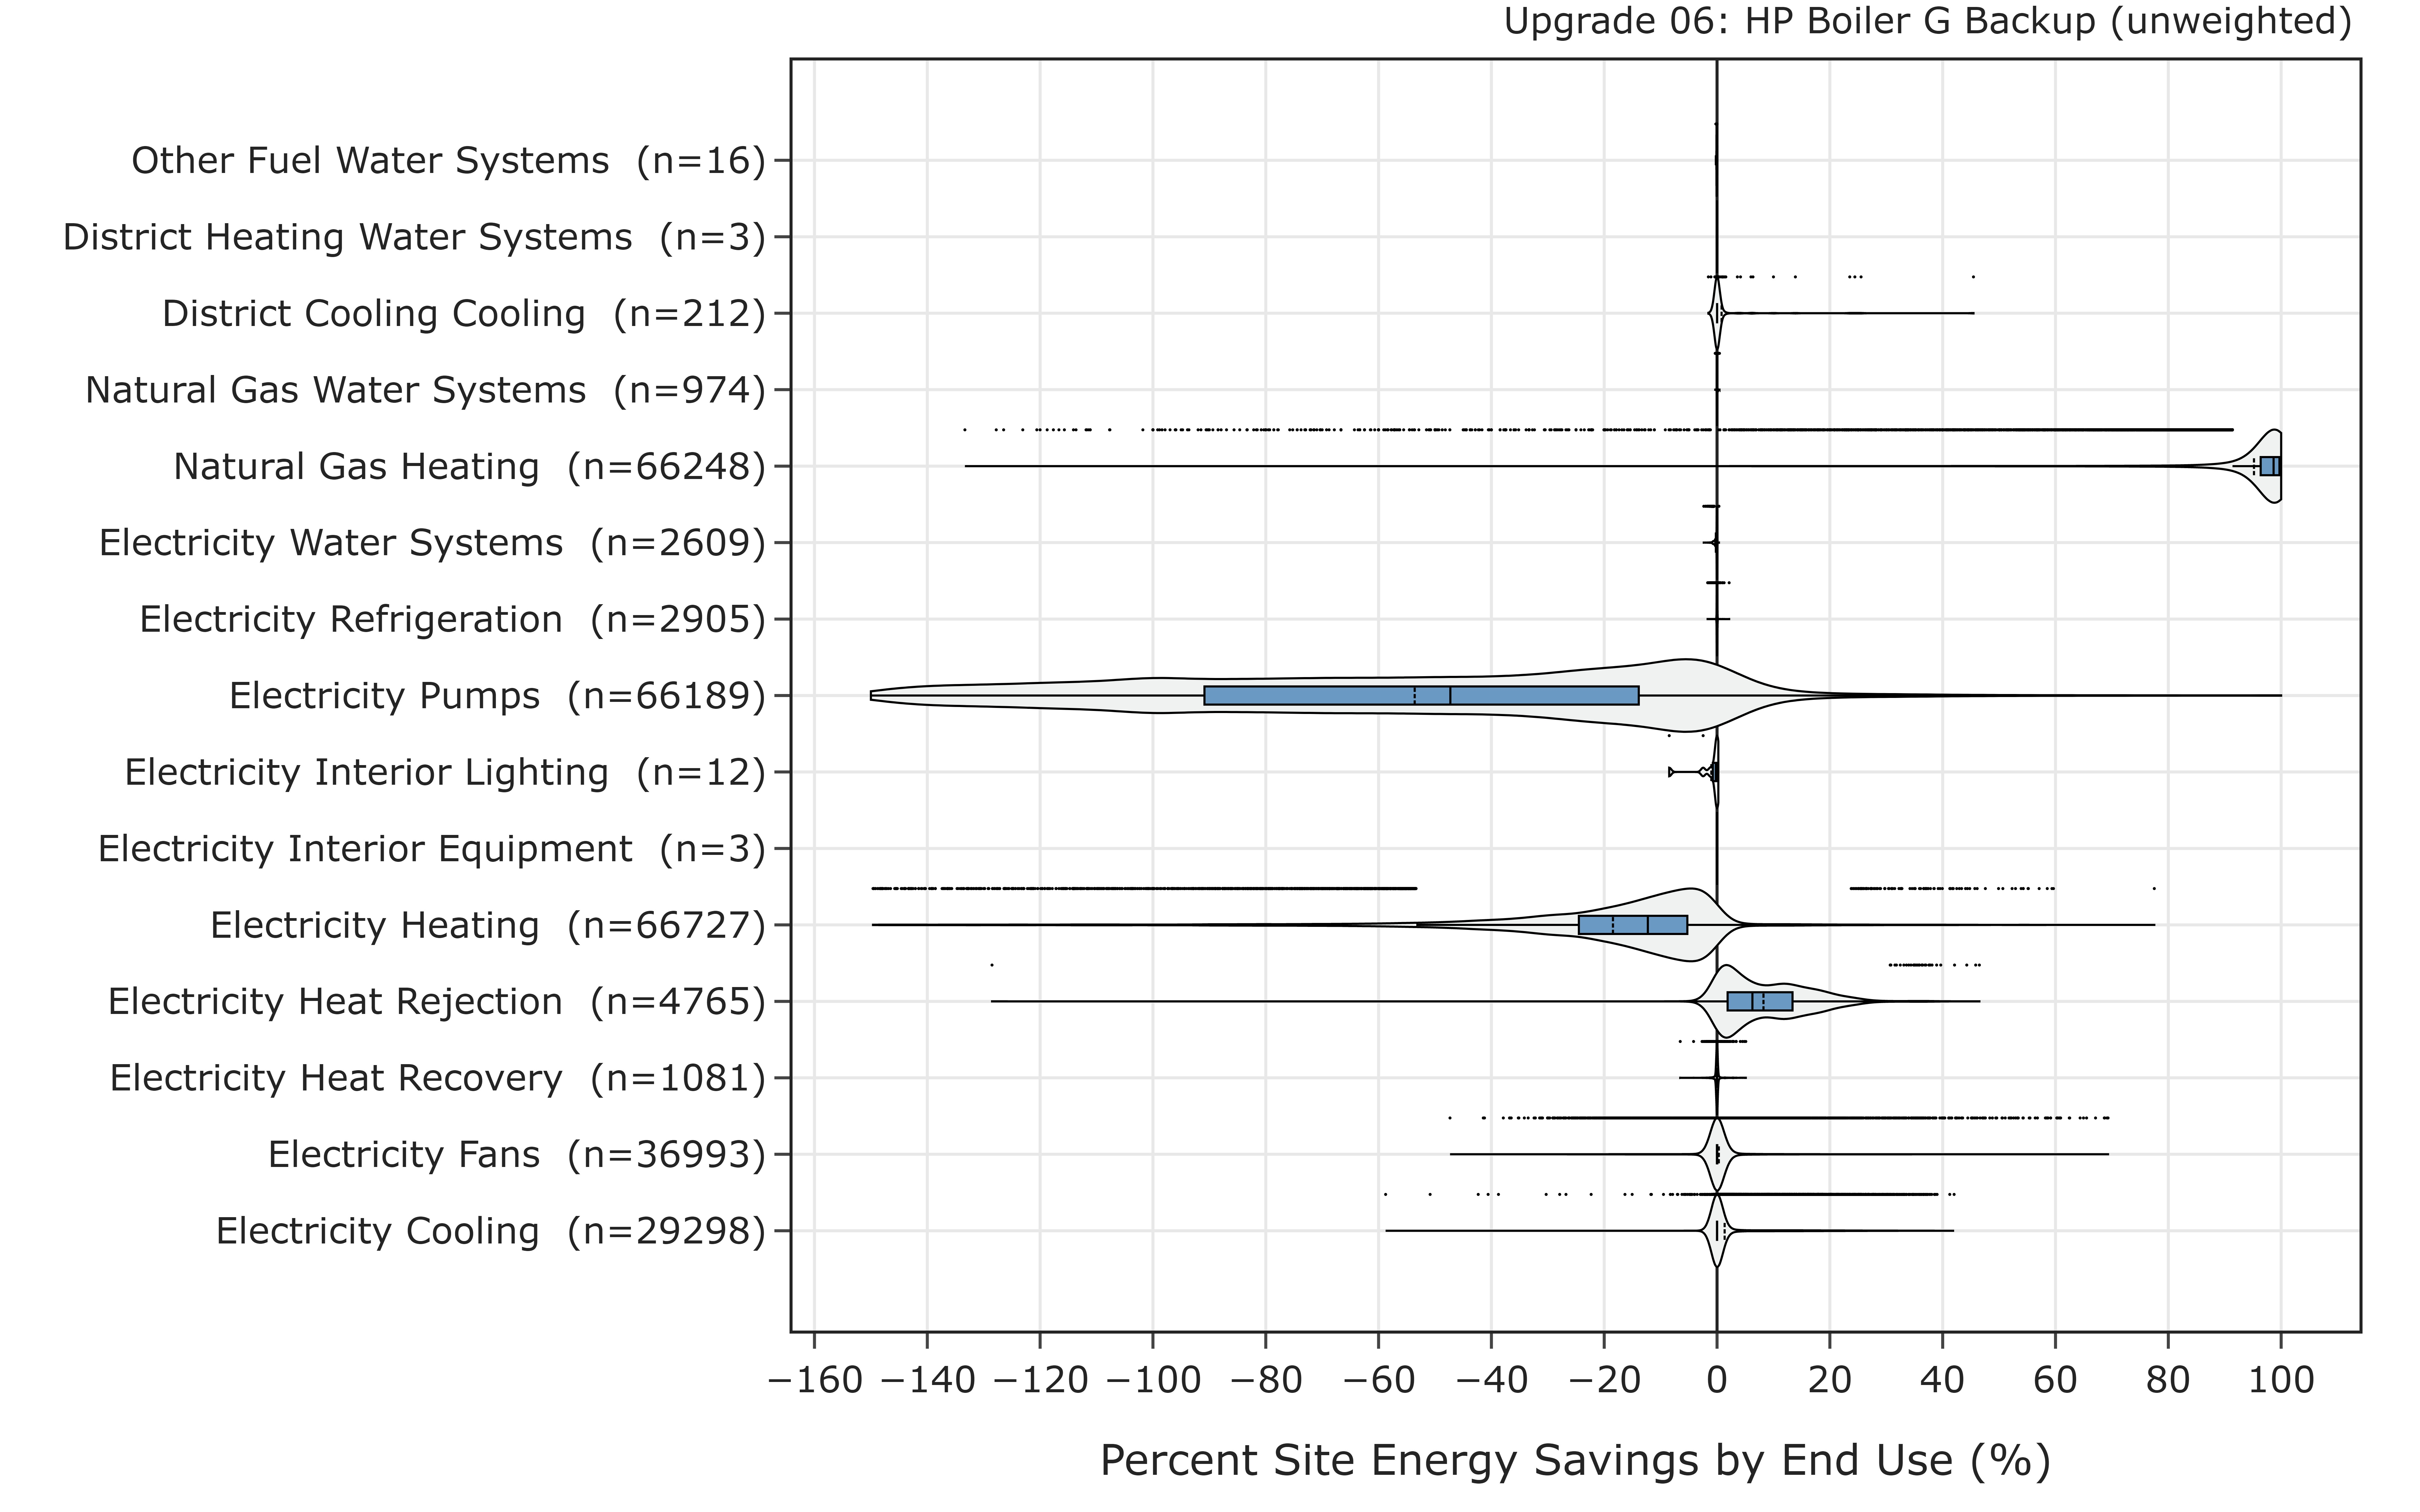 Upgrade 06: HP Boiler G Backup (unweighted)
Other Fuel Water Systems (n=16)
District Heating Water Systems (n=3)
District Cooling Cooling (n=212)
Natural Gas Water Systems (n=974)
Natural Gas Heating (n=66248)
Electricity Water Systems (n=2609)
Electricity Refrigeration (n=2905)
Electricity Pumps (n=66189)
Electricity Interior Lighting (n=12)
Electricity Interior Equipment (n=3)
Electricity Heating (n=66727)
Electricity Heat Rejection (n=4765)
Electricity Heat Recovery (n=1081)
Electricity Fans (n=36993)
Electricity Cooling (n=29298)
−160 −140 −120 −100 −80 −60 −40 −20 0 20 40 60 80 100
Percent Site Energy Savings by End Use (%)